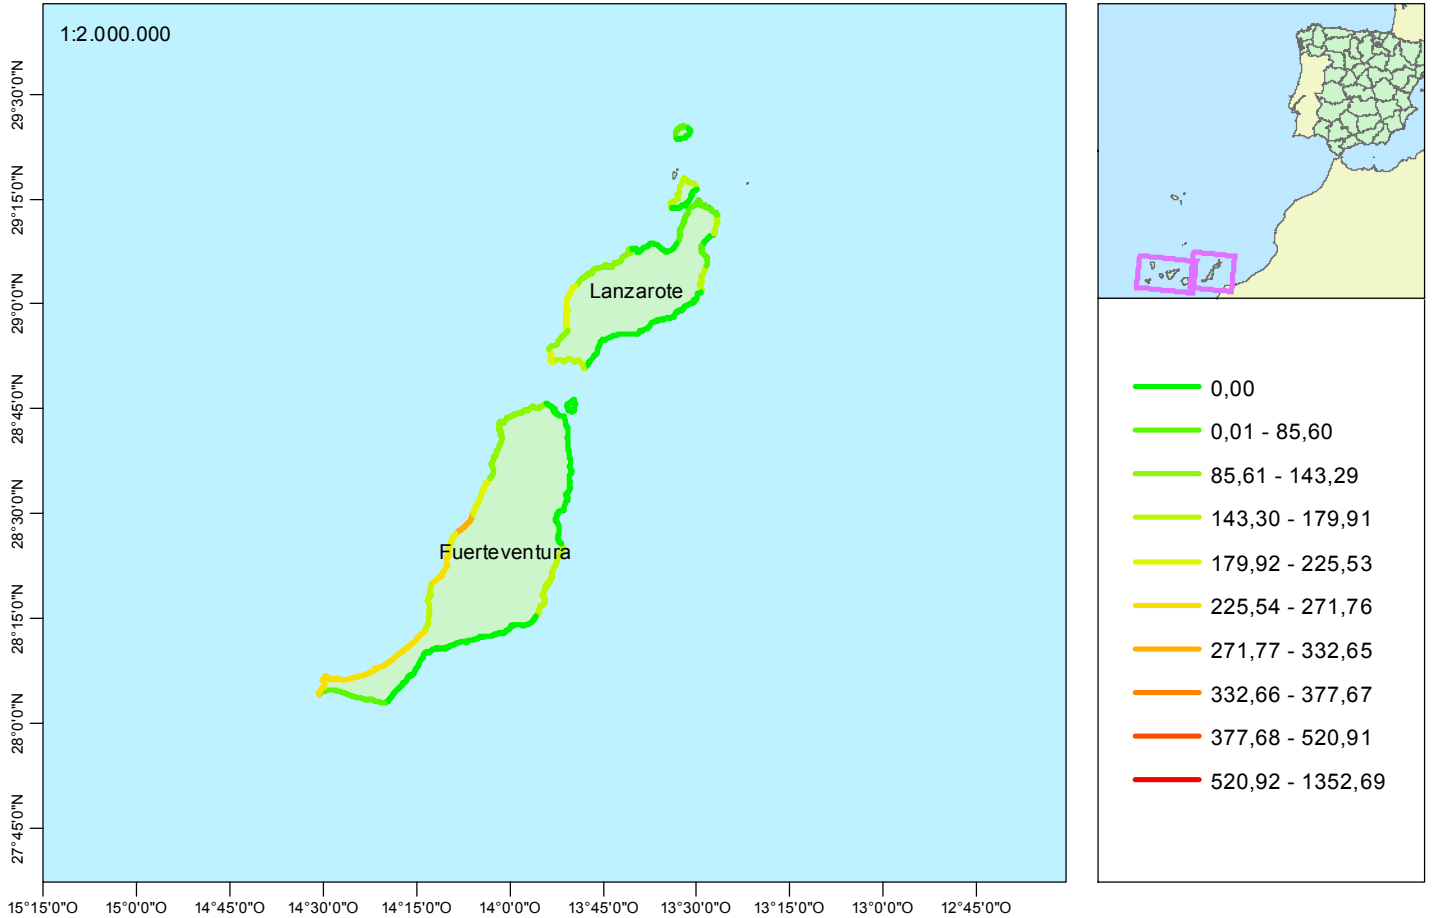 1:2.000.000
29°30'0"N
29°15'0"N
29°0'0"N
28°45'0"N
28°30'0"N
28°15'0"N
28°0'0"N
27°45'0"N
Lanzarote
Fuerteventura
15°15'0"O 15°0'0"O 14°45'0"O 14°30'0"O 14°15'0"O 14°0'0"O 13°45'0"O 13°30'0"O 13°15'0"O 13°0'0"O 12°45'0"O
0,00
0,01 - 85,60
85,61 - 143,29
143,30 - 179,91
179,92 - 225,53
225,54 - 271,76
271,77 - 332,65
332,66 - 377,67
377,68 - 520,91
520,92 - 1352,69